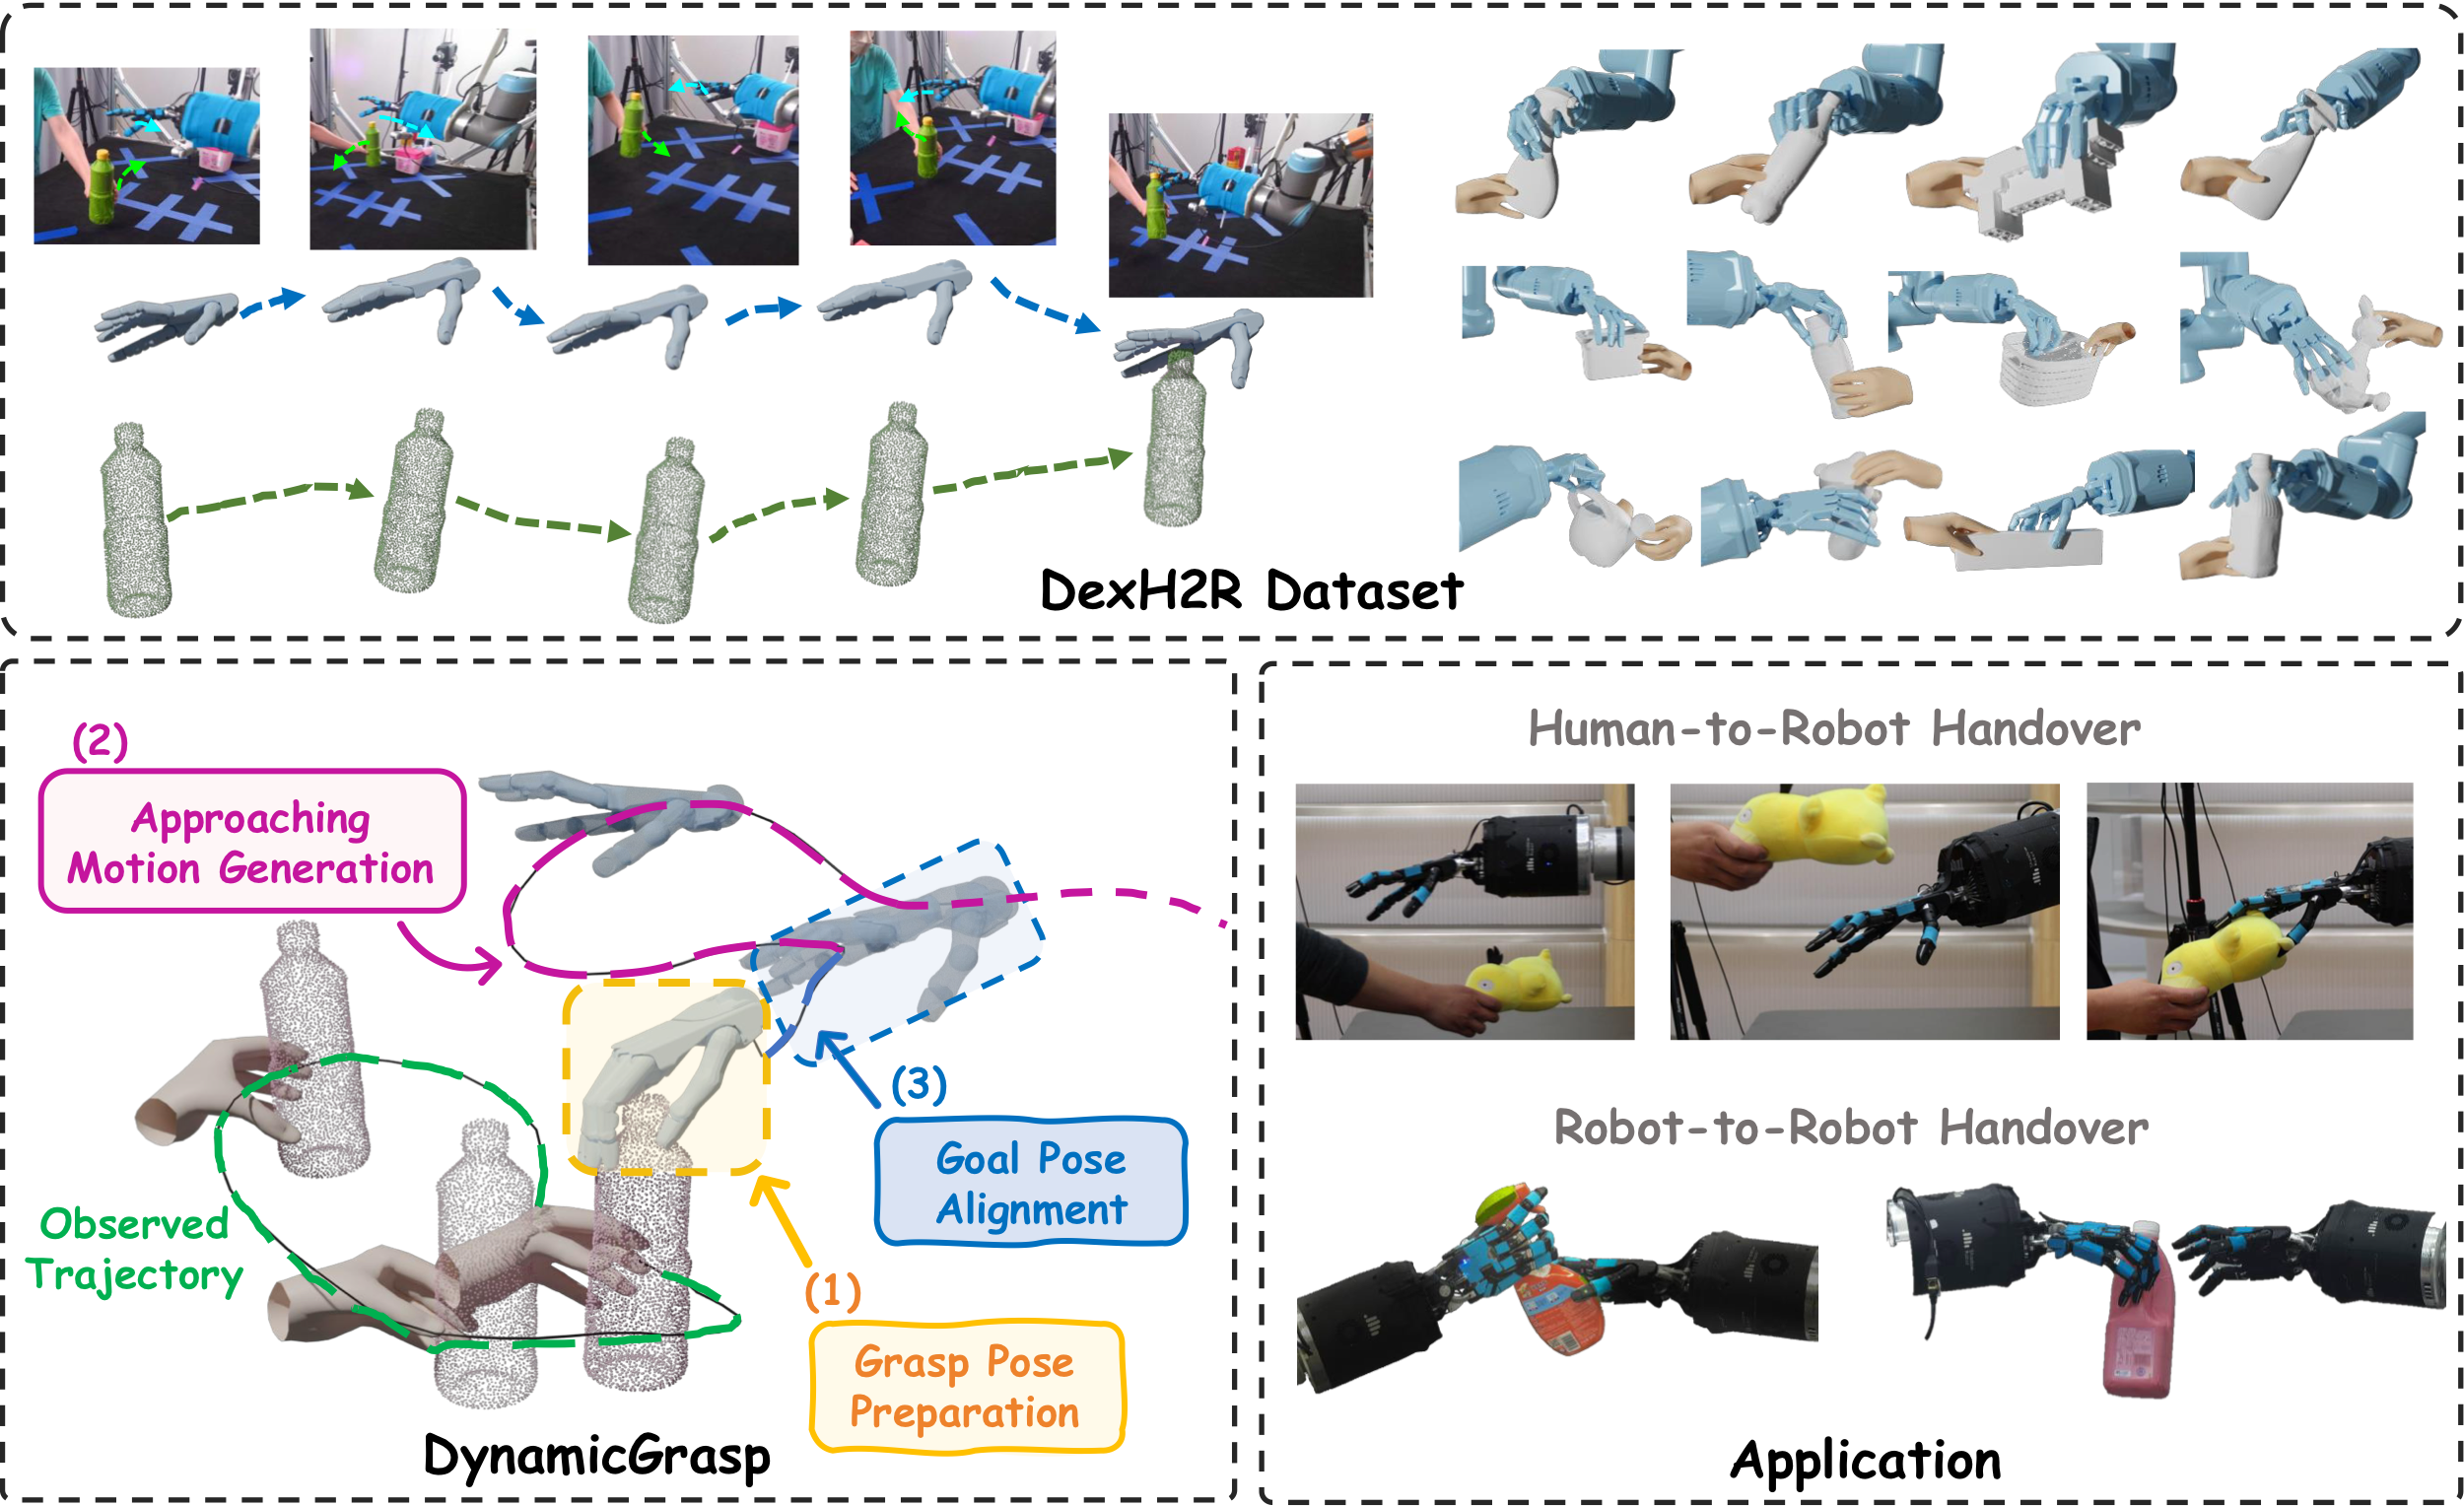 DexH2R Dataset
(2)
Approaching
Motion Generation
Observed
Trajectory
(3)
Goal Pose
Alignment
(1)
Grasp Pose
Preparation
DynamicGrasp
Human-to-Robot Handover
Robot-to-Robot Handover
Application